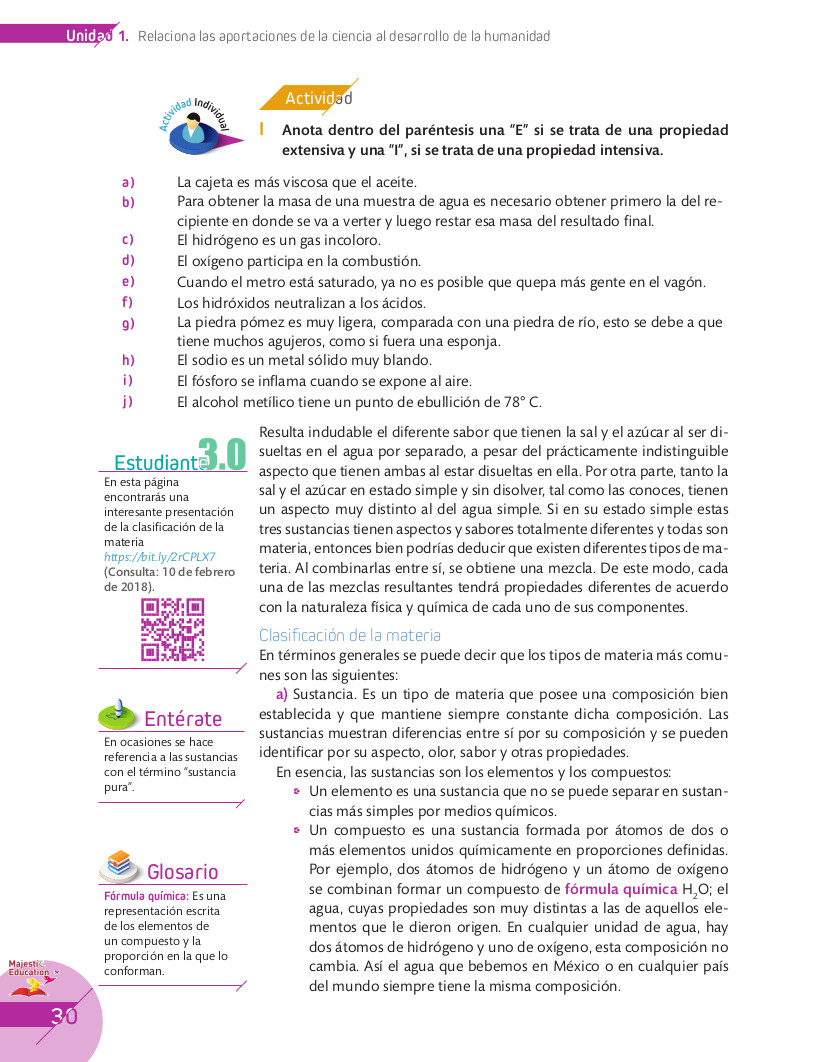 Unidad 1. Relaciona las aportaciones de la ciencia al desarrollo de la humanidad
Actividad Individual
Actividad
I Anota dentro del paréntesis una “E” si se trata de una propiedad
extensiva y una “I”, si se trata de una propiedad intensiva.
a) La cajeta es más viscosa que el aceite.
b) Para obtener la masa de una muestra de agua es necesario obtener primero la del re-
cipiente en donde se va a verter y luego restar esa masa del resultado final.
c) El hidrógeno es un gas incoloro.
d) El oxígeno participa en la combustión.
e) Cuando el metro está saturado, ya no es posible que quepa más gente en el vagón.
f) Los hidróxidos neutralizan a los ácidos.
g) La piedra pómez es muy ligera, comparada con una piedra de río, esto se debe a que
tiene muchos agujeros, como si fuera una esponja.
h) El sodio es un metal sólido muy blando.
i) El fósforo se inflama cuando se expone al aire.
j) El alcohol metílico tiene un punto de ebullición de 78° C.
Resulta indudable el diferente sabor que tienen la sal y el azúcar al ser di-
sueltas en el agua por separado, a pesar del prácticamente indistinguible
aspecto que tienen ambas al estar disueltas en ella. Por otra parte, tanto la
sal y el azúcar en estado simple y sin disolver, tal como las conoces, tienen
un aspecto muy distinto al del agua simple. Si en su estado simple estas
tres sustancias tienen aspectos y sabores totalmente diferentes y todas son
materia, entonces bien podrías deducir que existen diferentes tipos de ma-
teria. Al combinarlas entre sí, se obtiene una mezcla. De este modo, cada
una de las mezclas resultantes tendrá propiedades diferentes de acuerdo
con la naturaleza física y química de cada uno de sus componentes.
Clasificación de la materia
En términos generales se puede decir que los tipos de materia más comu-
nes son las siguientes:
a) Sustancia. Es un tipo de materia que posee una composición bien
establecida y que mantiene siempre constante dicha composición. Las
sustancias muestran diferencias entre sí por su composición y se pueden
identificar por su aspecto, olor, sabor y otras propiedades.
En esencia, las sustancias son los elementos y los compuestos:
Un elemento es una sustancia que no se puede separar en sustan-
cias más simples por medios químicos.
Un compuesto es una sustancia formada por átomos de dos o
más elementos unidos químicamente en proporciones definidas.
Por ejemplo, dos átomos de hidrógeno y un átomo de oxígeno
se combinan formar un compuesto de fórmula química H2O; el
agua, cuyas propiedades son muy distintas a las de aquellos ele-
mentos que le dieron origen. En cualquier unidad de agua, hay
dos átomos de hidrógeno y uno de oxígeno, esta composición no
cambia. Así el agua que bebemos en México o en cualquier país
del mundo siempre tiene la misma composición.
Estudiante 3.0
En esta página
encontrarás una
interesante presentación
de la clasificación de la
materia
https://bit.ly/2rCPLX7
(Consulta: 10 de febrero
de 2018).
Entérate
En ocasiones se hace
referencia a las sustancias
con el término “sustancia
pura”.
Glosario
Fórmula química: Es una
representación escrita
de los elementos de
un compuesto y la
proporción en la que lo
conforman.
Majestic
Education
30